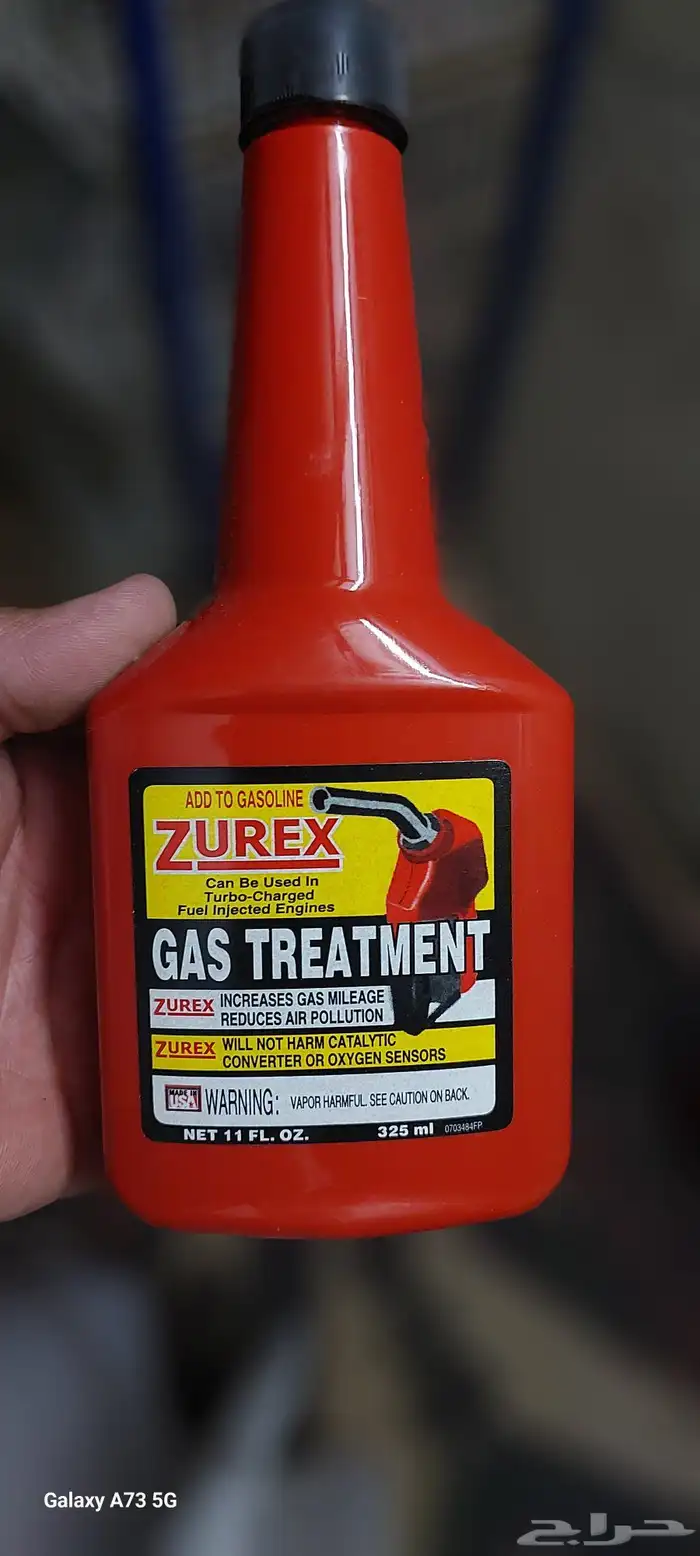 ADD TO GASOLINE
ZUREX
Can Be Used In
Turbo-Charged
Fuel Injected Engines
GAS TREATMENT
ZUREX INCREASES GAS MILEAGE
REDUCES AIR POLLUTION
ZUREX WILL NOT HARM CATALYTIC
CONVERTER OR OXYGEN SENSORS
MADE IN
USA
WARNING: VAPOR HARMFUL. SEE CAUTION ON BACK.
NET 11 FL. OZ. 325 ml 0703484FP
Galaxy A73 5G
حراج